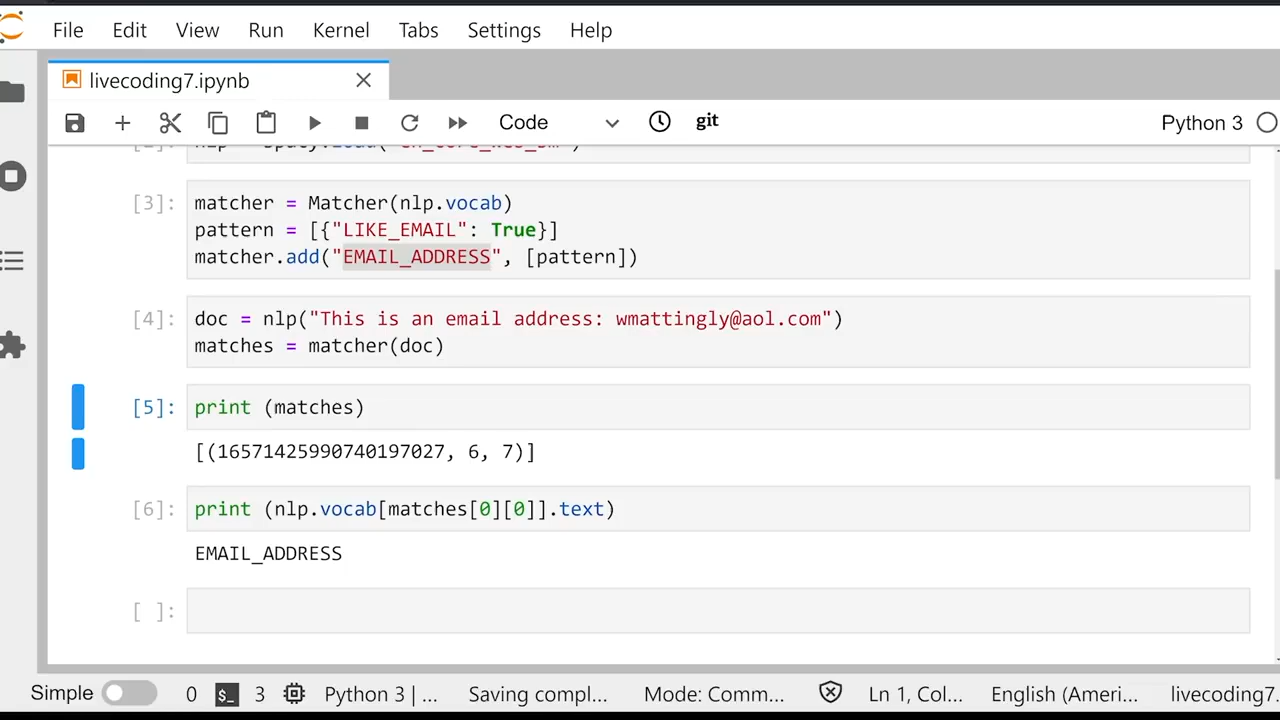 File Edit View Run Kernel Tabs Settings Help
livecoding7.ipynb
Code git Python 3
[3]: matcher = Matcher(nlp.vocab)
pattern = [{"LIKE_EMAIL": True}]
matcher.add("EMAIL_ADDRESS", [pattern])
[4]: doc = nlp("This is an email address: wmattingly@aol.com")
matches = matcher(doc)
[5]: print (matches)
[(16571425990740197027, 6, 7)]
[6]: print (nlp.vocab[matches[0][0]].text)
EMAIL_ADDRESS
[ ]:
Simple 0 $_ 3 Python 3 | ... Saving compl... Mode: Comm... Ln 1, Col... English (Ameri... livecoding7.